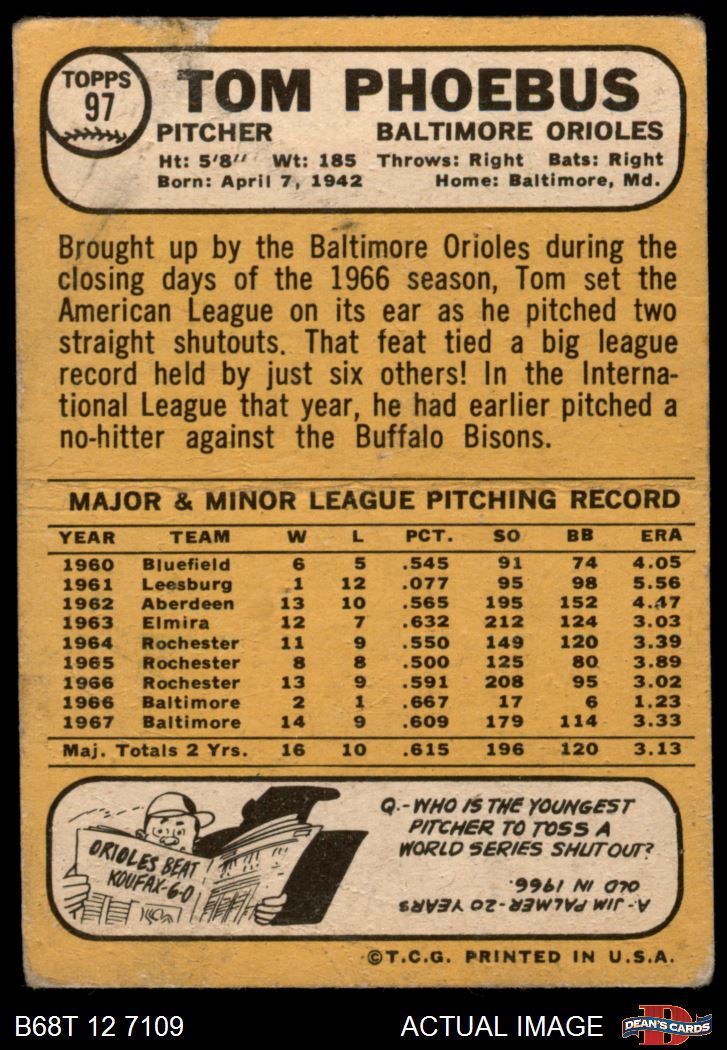 TOPPS
97
TOM PHOEBUS
PITCHER BALTIMORE ORIOLES
Ht: 5'8" Wt: 185 Throws: Right Bats: Right
Born: April 7, 1942 Home: Baltimore, Md.
Brought up by the Baltimore Orioles during the
closing days of the 1966 season, Tom set the
American League on its ear as he pitched two
straight shutouts. That feat tied a big league
record held by just six others! In the Interna-
tional League that year, he had earlier pitched a
no-hitter against the Buffalo Bisons.
MAJOR & MINOR LEAGUE PITCHING RECORD
YEAR TEAM W L PCT. SO BB ERA
1960 Bluefield 6 5 .545 91 74 4.05
1961 Leesburg 1 12 .077 95 98 5.56
1962 Aberdeen 13 10 .565 195 152 4.47
1963 Elmira 12 7 .632 212 124 3.03
1964 Rochester 11 9 .550 149 120 3.39
1965 Rochester 8 8 .500 125 80 3.89
1966 Rochester 13 9 .591 208 95 3.02
1966 Baltimore 2 1 .667 17 6 1.23
1967 Baltimore 14 9 .609 179 114 3.33
Maj. Totals 2 Yrs. 16 10 .615 196 120 3.13
ORIOLES BEAT
KOUFAX-6-0
Q.-WHO IS THE YOUNGEST
PITCHER TO TOSS A
WORLD SERIES SHUTOUT?
A.-JIM PALMER-20 YEARS
OLD IN 1966.
©T.C.G. PRINTED IN U.S.A.
B68T 12 7109 ACTUAL IMAGE
D
DEAN'S CARDS